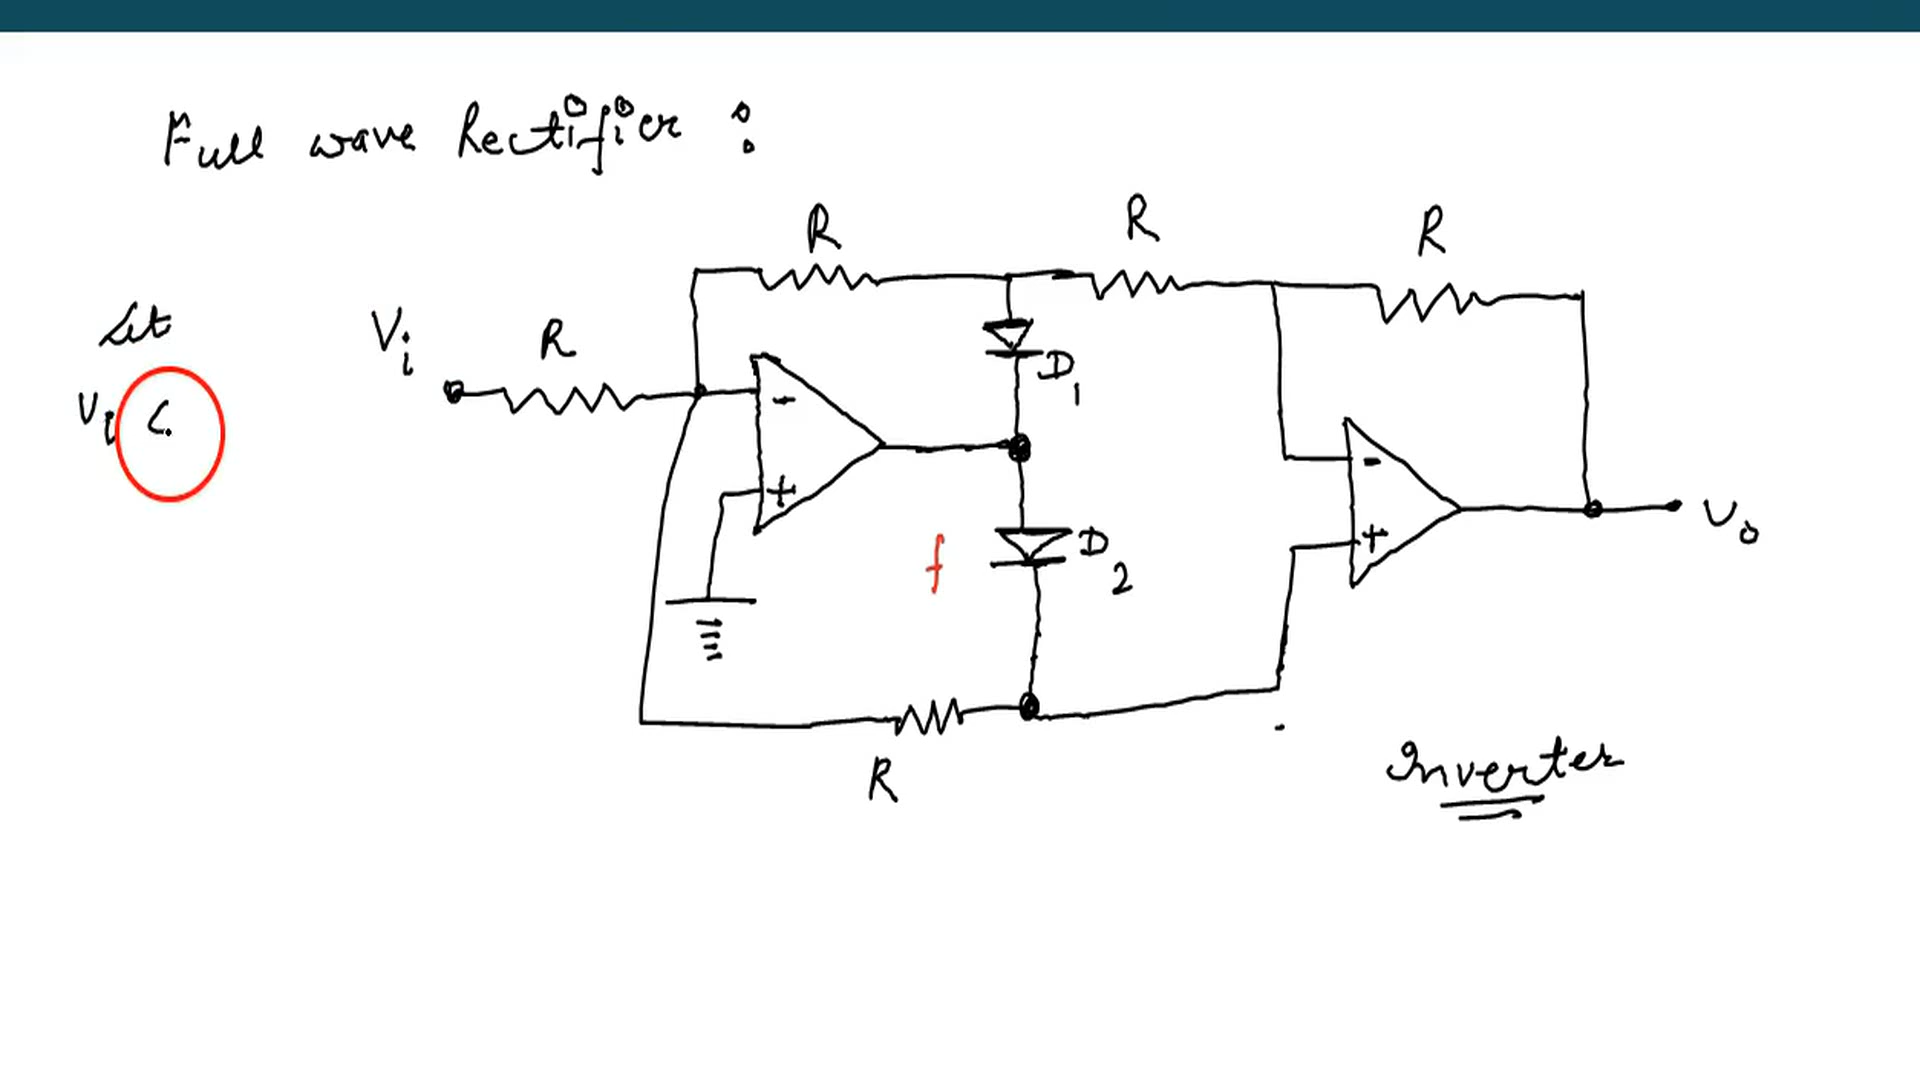 Full wave Rectifier :
R
R
R
Let
Vi
R
Vi <
D1
-
+
-
+
Vo
f
D2
R
Inverter